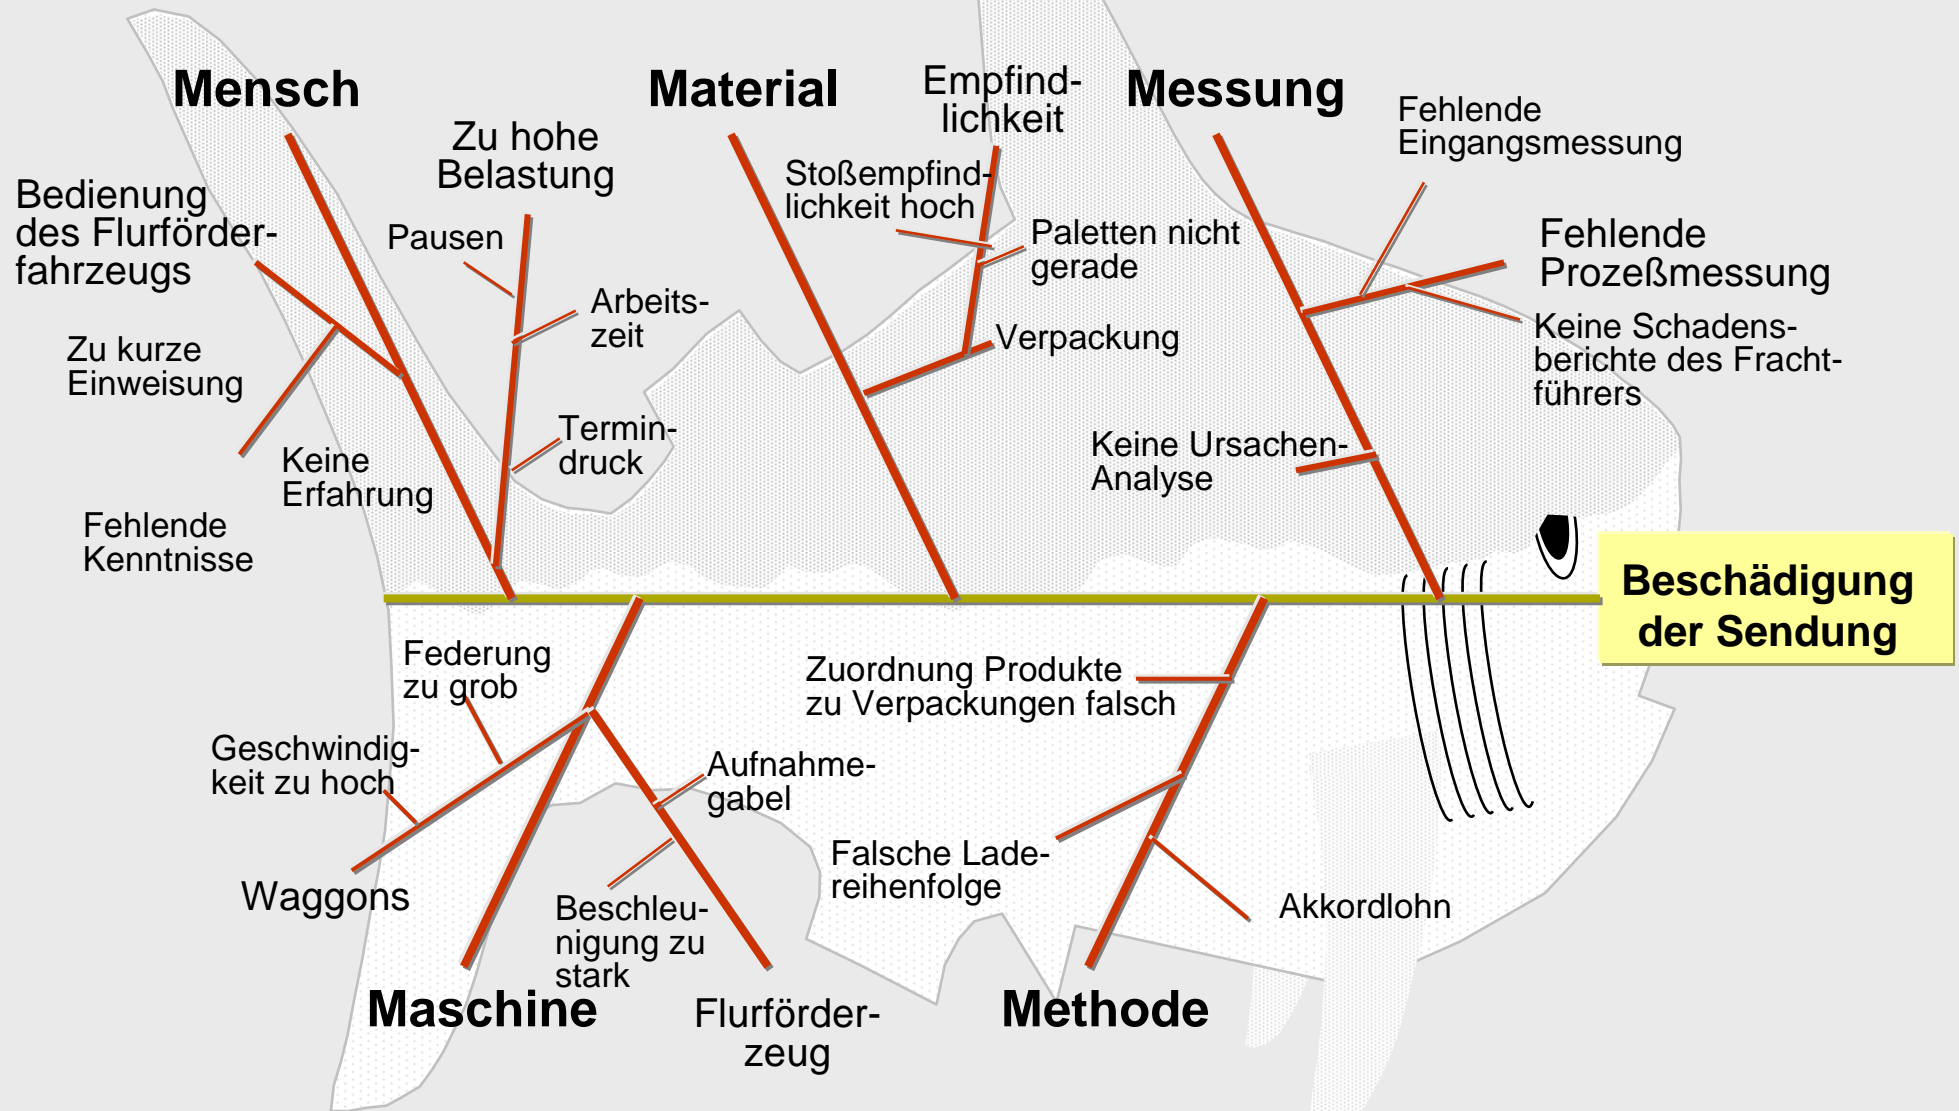 Mensch
Material
Empfind-
lichkeit
Messung
Fehlende
Eingangsmessung
Zu hohe
Belastung
Bedienung
des Flurförder-
fahrzeugs
Pausen
Stoßempfind-
lichkeit hoch
Paletten nicht
gerade
Fehlende
Prozeßmessung
Arbeits-
zeit
Verpackung
Keine Schadens-
berichte des Fracht-
führers
Zu kurze
Einweisung
Termin-
druck
Keine Ursachen-
Analyse
Keine
Erfahrung
Fehlende
Kenntnisse
Beschädigung
der Sendung
Federung
zu grob
Zuordnung Produkte
zu Verpackungen falsch
Geschwindig-
keit zu hoch
Aufnahme-
gabel
Waggons
Beschleu-
nigung zu
stark
Falsche Lade-
reihenfolge
Akkordlohn
Maschine
Flurförder-
zeug
Methode